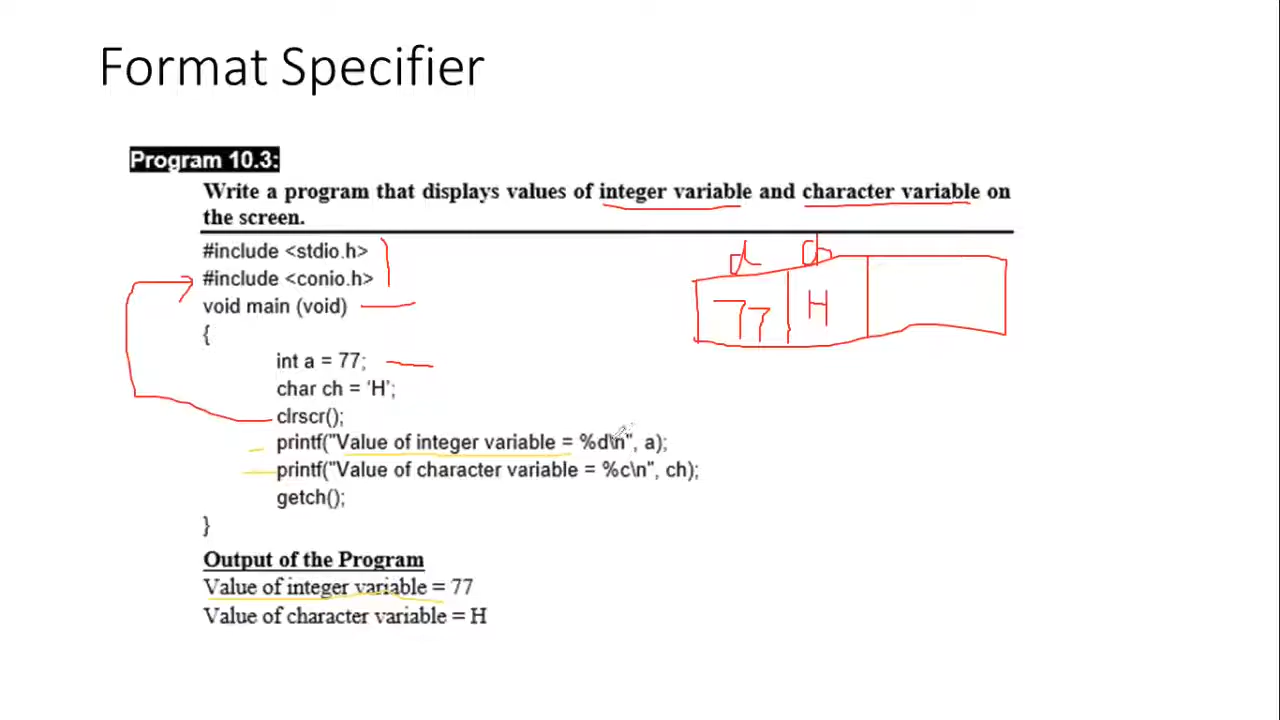 Format Specifier
Program 10.3:
Write a program that displays values of integer variable and character variable on
the screen.
#include <stdio.h>
#include <conio.h>
void main (void)
{
int a = 77;
char ch = ‘H’;
clrscr();
printf("Value of integer variable = %d\n", a);
printf("Value of character variable = %c\n", ch);
getch();
}
d ch
77 H
Output of the Program
Value of integer variable = 77
Value of character variable = H